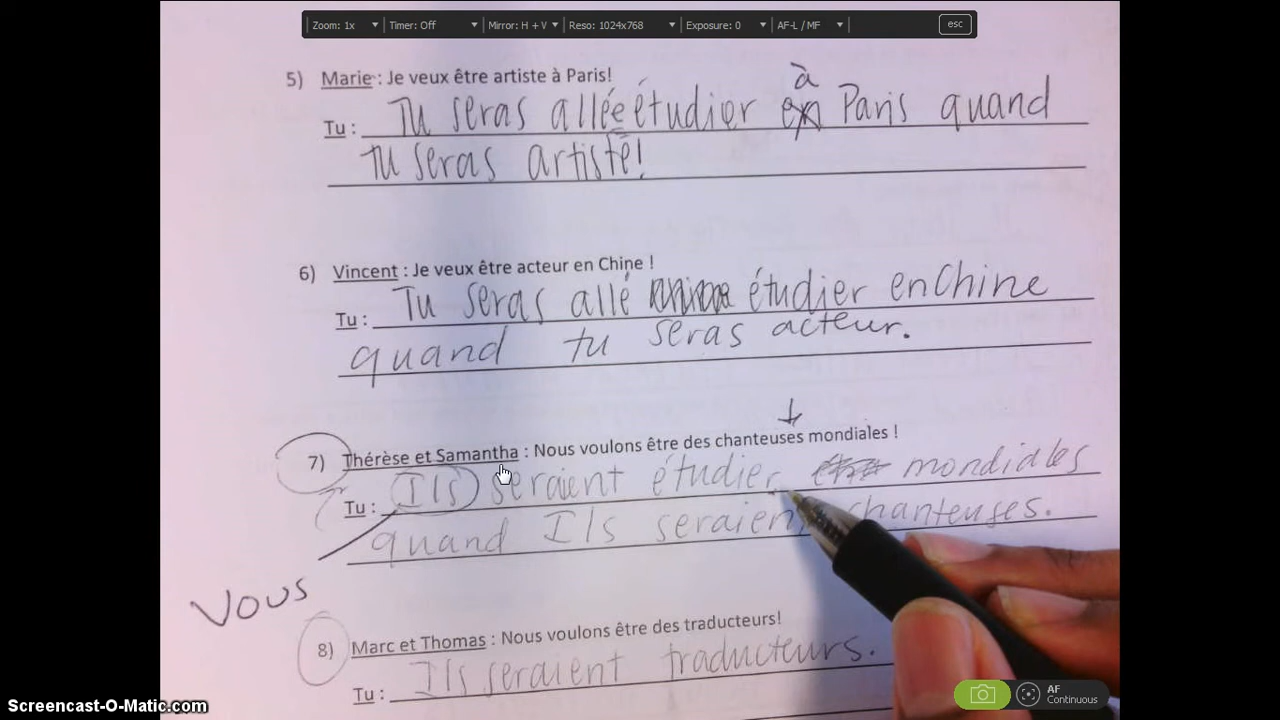 Zoom: 1x Timer: Off Mirror: H + V Reso: 1024x768 Exposure: 0 AF-L / MF esc
5) Marie : Je veux être artiste à Paris!
à
Tu : Tu seras allée étudier en Paris quand
tu seras artiste!
6) Vincent : Je veux être acteur en Chine !
Tu : Tu seras allé étudier en Chine
quand tu seras acteur.
7) Thérèse et Samantha : Nous voulons être des chanteuses mondiales !
Tu : Ils seraient étudier mondiales
quand Ils seraient chanteuses.
Vous
8) Marc et Thomas : Nous voulons être des traducteurs!
Tu : Ils seraient traducteurs.
AF
Continuous
Screencast-O-Matic.com